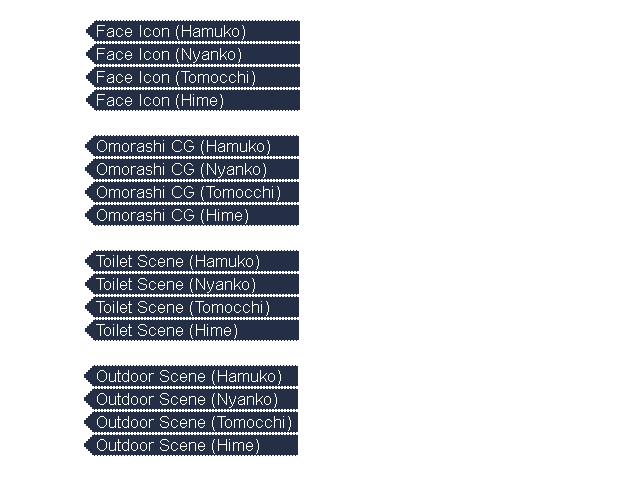 Face Icon (Hamuko)
Face Icon (Nyanko)
Face Icon (Tomocchi)
Face Icon (Hime)
Omorashi CG (Hamuko)
Omorashi CG (Nyanko)
Omorashi CG (Tomocchi)
Omorashi CG (Hime)
Toilet Scene (Hamuko)
Toilet Scene (Nyanko)
Toilet Scene (Tomocchi)
Toilet Scene (Hime)
Outdoor Scene (Hamuko)
Outdoor Scene (Nyanko)
Outdoor Scene (Tomocchi)
Outdoor Scene (Hime)